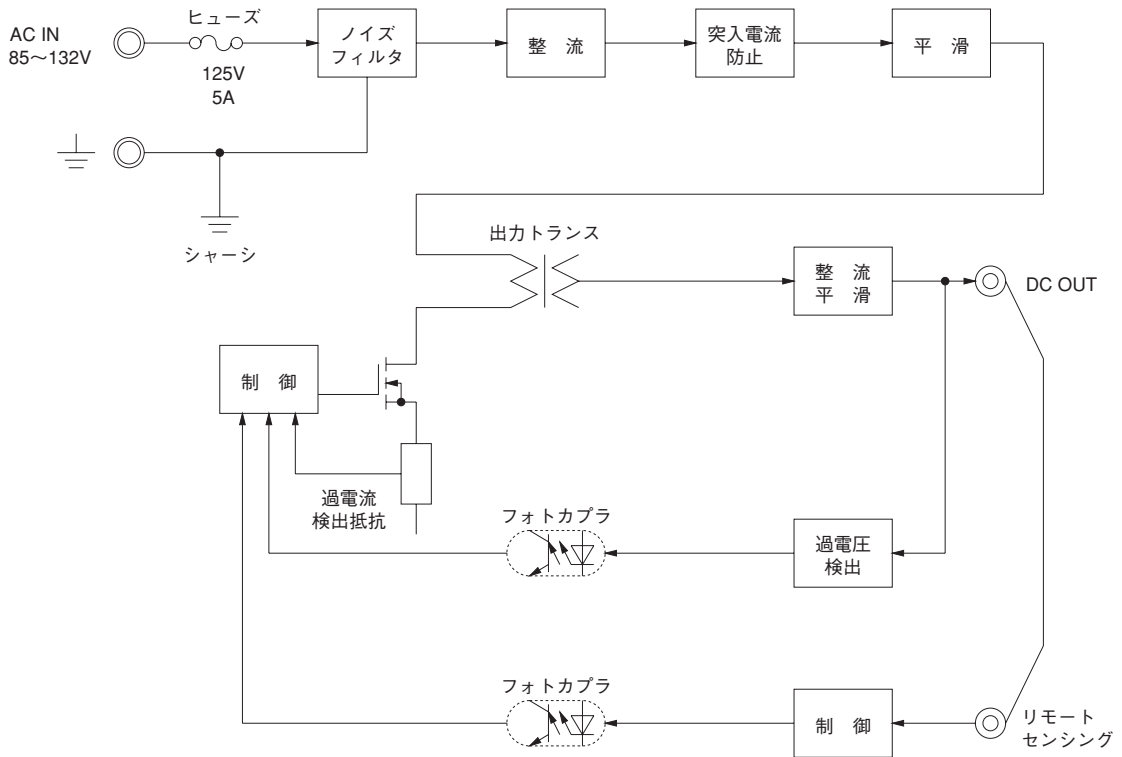 AC IN
85～132V
ヒューズ
125V
5A
ノイズ
フィルタ
整 流
突入電流
防止
平 滑
シャーシ
出力トランス
整 流
平 滑
DC OUT
制 御
過電流
検出抵抗
フォトカプラ
過電圧
検出
フォトカプラ
制 御
リモート
センシング